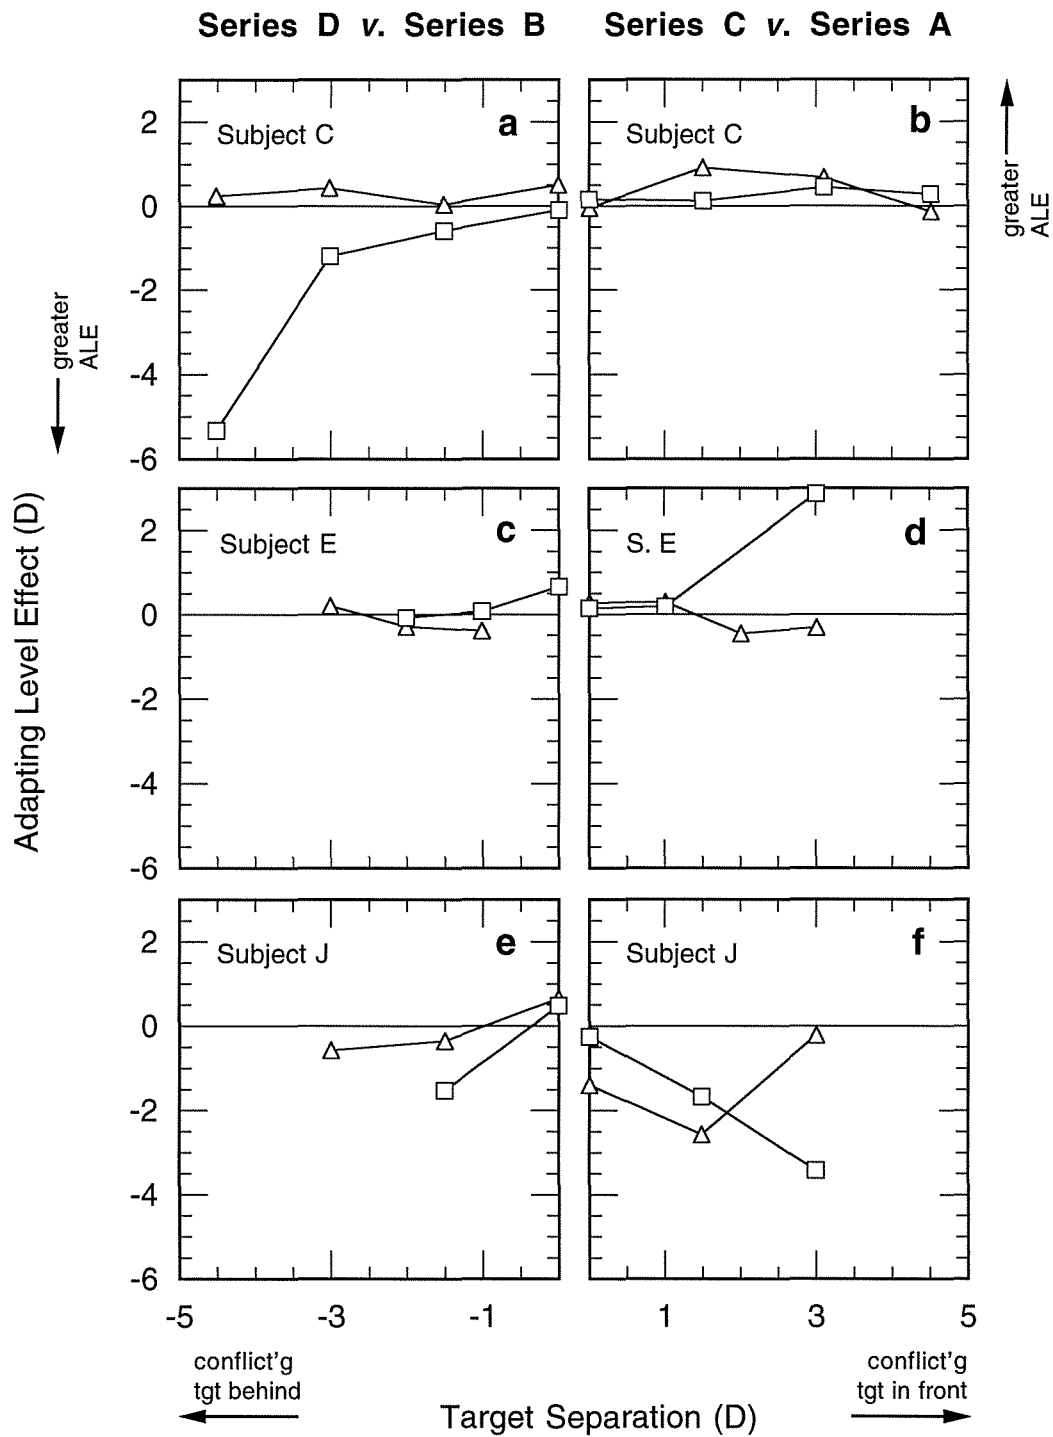 Series D v. Series B
Series C v. Series A
greater
ALE
greater
ALE
Adapting Level Effect (D)
2
0
-2
-4
-6
Subject C
a
Subject C
b
2
0
-2
-4
-6
Subject E
c
S. E
d
2
0
-2
-4
-6
Subject J
e
Subject J
f
-5 -3 -1
1 3 5
conflict'g
tgt behind
conflict'g
tgt in front
Target Separation (D)